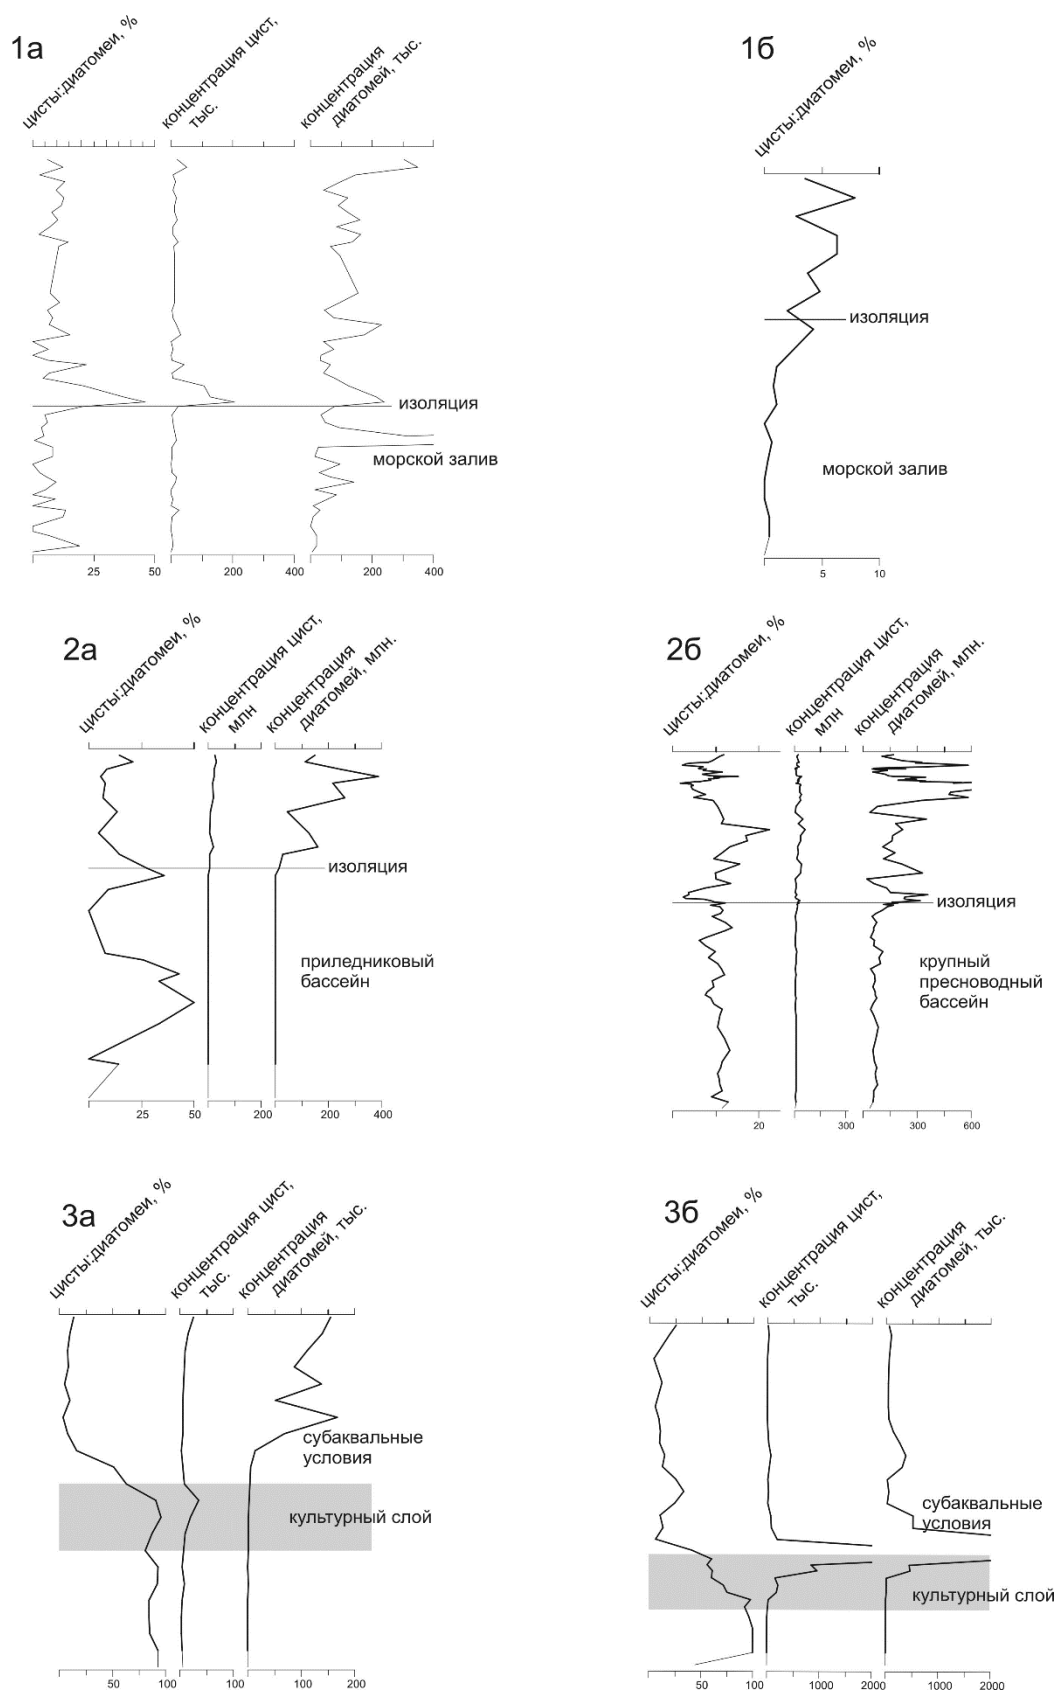 1а
цисты:диатомеи, %
концентрация цист,
тыс.
концентрация
диатомей, тыс.
изоляция
морской залив
25
50
200
400
200
400
1б
цисты:диатомеи, %
изоляция
морской залив
5
10
2а
цисты:диатомеи, %
концентрация цист,
млн
концентрация
диатомей, млн.
изоляция
приледниковый
бассейн
25
50
200
200
400
2б
цисты:диатомеи, %
концентрация цист,
млн
концентрация
диатомей, млн.
изоляция
крупный
пресноводный
бассейн
20
300
300
600
3а
цисты:диатомеи, %
концентрация цист,
тыс.
концентрация
диатомей, тыс.
субаквальные
условия
культурный слой
50
100
100
200
3б
цисты:диатомеи, %
концентрация цист,
тыс.
концентрация
диатомей, тыс.
субаквальные
условия
культурный слой
50
100
1000
2000
1000
2000